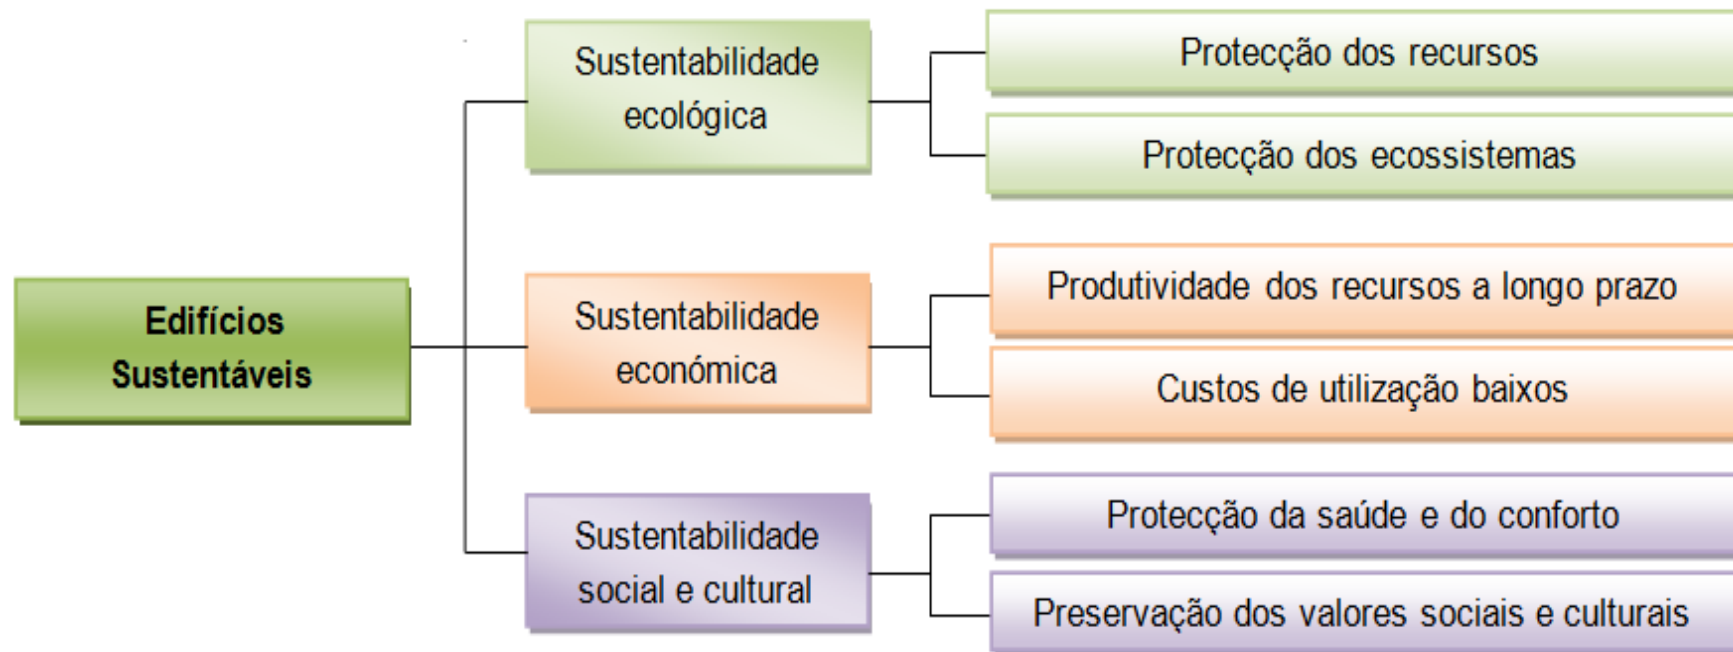 Edifícios
Sustentáveis
Sustentabilidade
ecológica
Protecção dos recursos
Protecção dos ecossistemas
Sustentabilidade
económica
Produtividade dos recursos a longo prazo
Custos de utilização baixos
Sustentabilidade
social e cultural
Protecção da saúde e do conforto
Preservação dos valores sociais e culturais